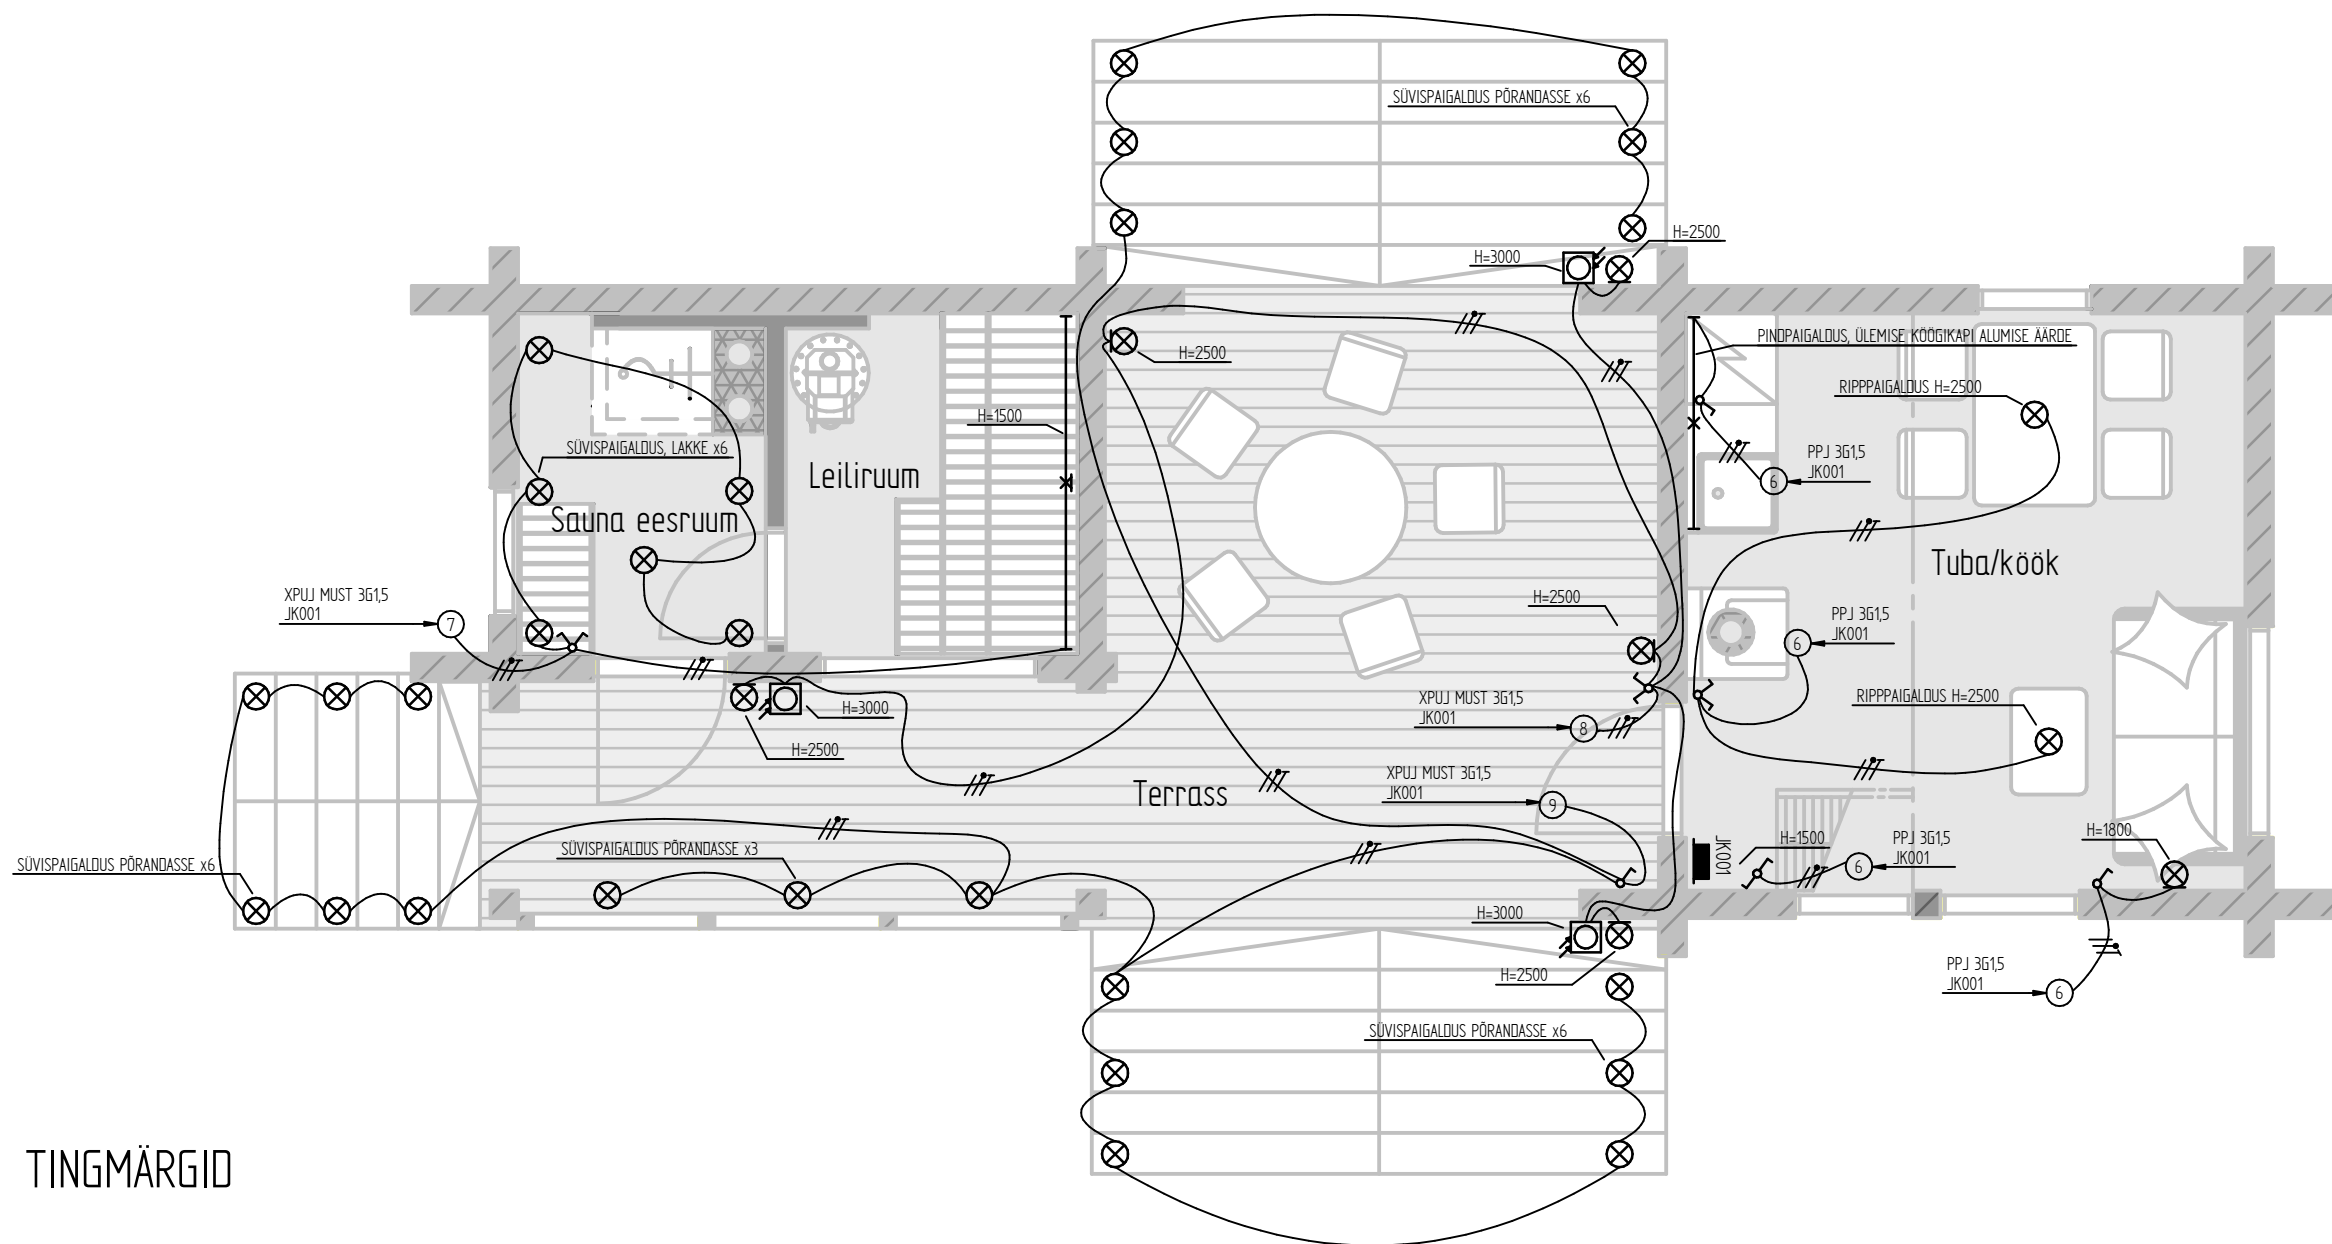 SÜVISPAIGALDUS PÕRANDASSE x6
H=2500
H=3000
PINDPAIGALDUS, ÜLEMISE KÖÖGIKAPI ALUMISE ÄÄRDE
H=2500
RIPPPAIGALDUS H=2500
H=1500
SÜVISPAIGALDUS, LAKKE x6
Leiliruum
PPJ 3G1,5
JK001
6
Sauna eesruum
Tuba/köök
XPUJ MUST 3G1,5
JK001
7
H=2500
PPJ 3G1,5
JK001
6
H=3000
H=2500
XPUJ MUST 3G1,5
JK001
8
RIPPPAIGALDUS H=2500
XPUJ MUST 3G1,5
JK001
9
Terrass
SÜVISPAIGALDUS PÕRANDASSE x3
SÜVISPAIGALDUS PÕRANDASSE x6
JK001
H=1500
PPJ 3G1,5
JK001
6
H=1800
H=3000
H=2500
PPJ 3G1,5
JK001
6
SÜVISPAIGALDUS PÕRANDASSE x6
TINGMÄRGID